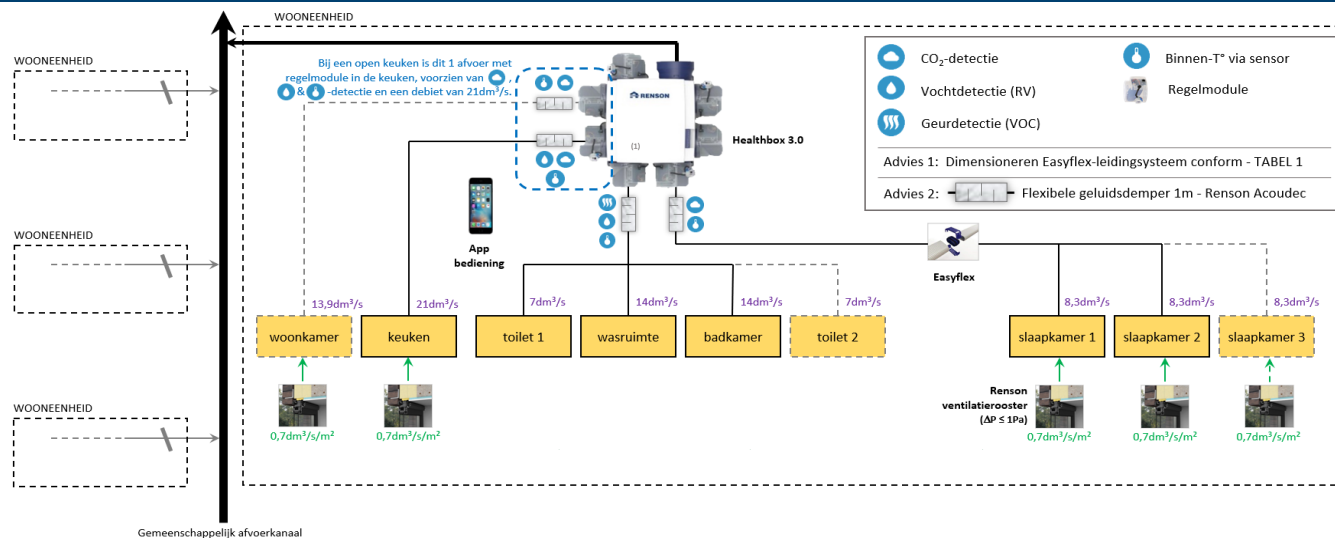 WOONEENHEID
WOONEENHEID
WOONEENHEID
WOONEENHEID
Gemeenschappelijk afvoerkanaal
Bij een open keuken is dit 1 afvoer met
regelmodule in de keuken, voorzien van ,
& -detectie en een debiet van 21dm³/s.
RENSON
(1)
Healthbox 3.0
App
bediening
Easyflex
CO₂-detectie
Vochtdetectie (RV)
Geurdetectie (VOC)
Binnen-T° via sensor
Regelmodule
Advies 1: Dimensioneren Easyflex-leidingsysteem conform - TABEL 1
Advies 2: Flexibele geluidsdemper 1m - Renson Acoudec
13,9dm³/s
21dm³/s
7dm³/s
14dm³/s
14dm³/s
7dm³/s
8,3dm³/s
8,3dm³/s
8,3dm³/s
woonkamer
keuken
toilet 1
wasruimte
badkamer
toilet 2
slaapkamer 1
slaapkamer 2
slaapkamer 3
Renson
ventilatierooster
(ΔP ≤ 1Pa)
0,7dm³/s/m²
0,7dm³/s/m²
0,7dm³/s/m²
0,7dm³/s/m²
0,7dm³/s/m²